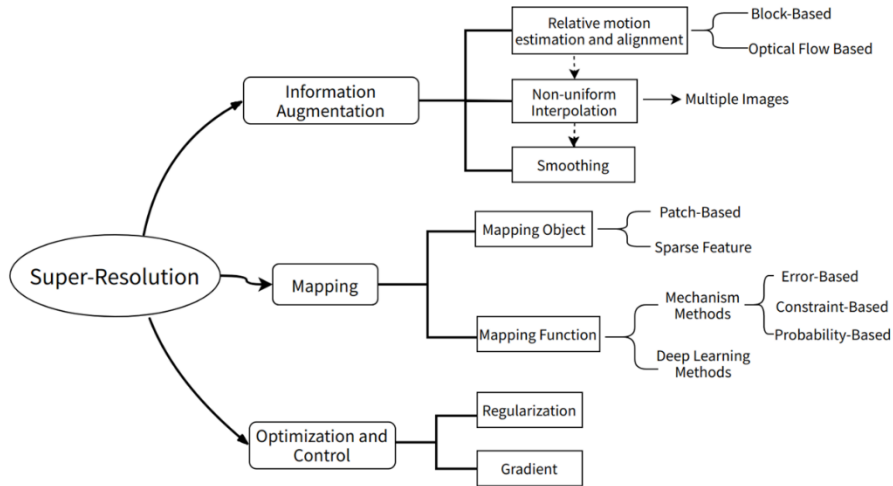 Relative motion
estimation and alignment
Block-Based
Optical Flow Based
Information
Augmentation
Non-uniform
Interpolation
Multiple Images
Smoothing
Super-Resolution
Mapping
Mapping Object
Patch-Based
Sparse Feature
Mapping Function
Mechanism
Methods
Error-Based
Constraint-Based
Probability-Based
Deep Learning
Methods
Optimization and
Control
Regularization
Gradient